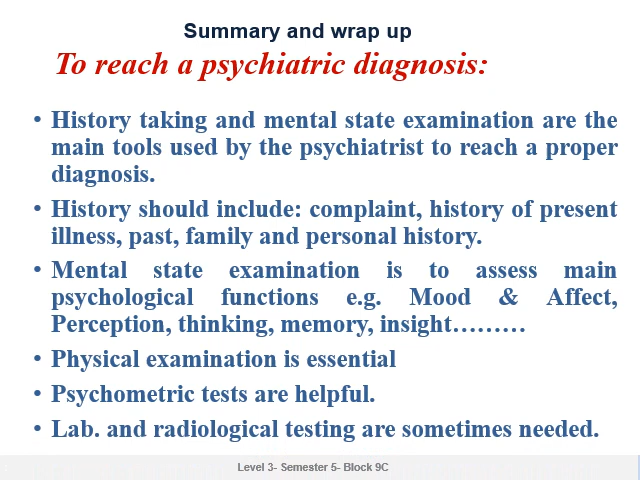 Summary and wrap up
To reach a psychiatric diagnosis:
• History taking and mental state examination are the
main tools used by the psychiatrist to reach a proper
diagnosis.
• History should include: complaint, history of present
illness, past, family and personal history.
• Mental state examination is to assess main
psychological functions e.g. Mood & Affect,
Perception, thinking, memory, insight………
• Physical examination is essential
• Psychometric tests are helpful.
• Lab. and radiological testing are sometimes needed.
Level 3- Semester 5- Block 9C